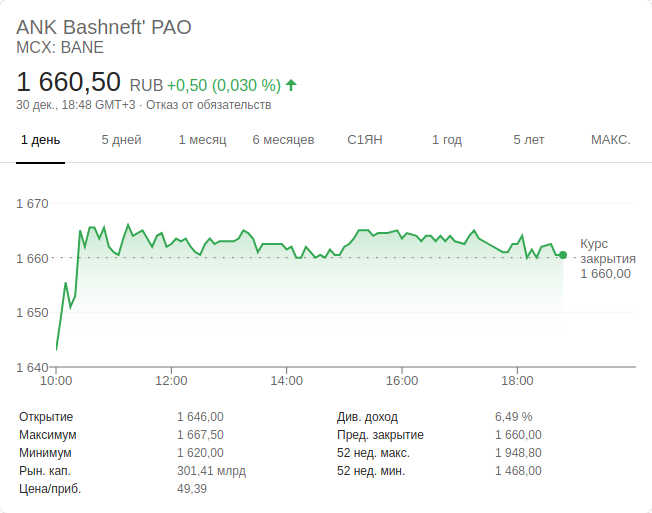 ANK Bashneft' PAO
MCX: BANE
1 660,50 RUB +0,50 (0,030 %)
30 дек., 18:48 GMT+3 · Отказ от обязательств
1 день 5 дней 1 месяц 6 месяцев С1ЯН 1 год 5 лет МАКС.
1 670
1 660
1 650
1 640
Курс
закрытия
1 660,00
10:00 12:00 14:00 16:00 18:00
Открытие 1 646,00
Максимум 1 667,50
Минимум 1 620,00
Рын. кап. 301,41 млрд
Цена/приб. 49,39
Див. доход 6,49 %
Пред. закрытие 1 660,00
52 нед. макс. 1 948,80
52 нед. мин. 1 468,00